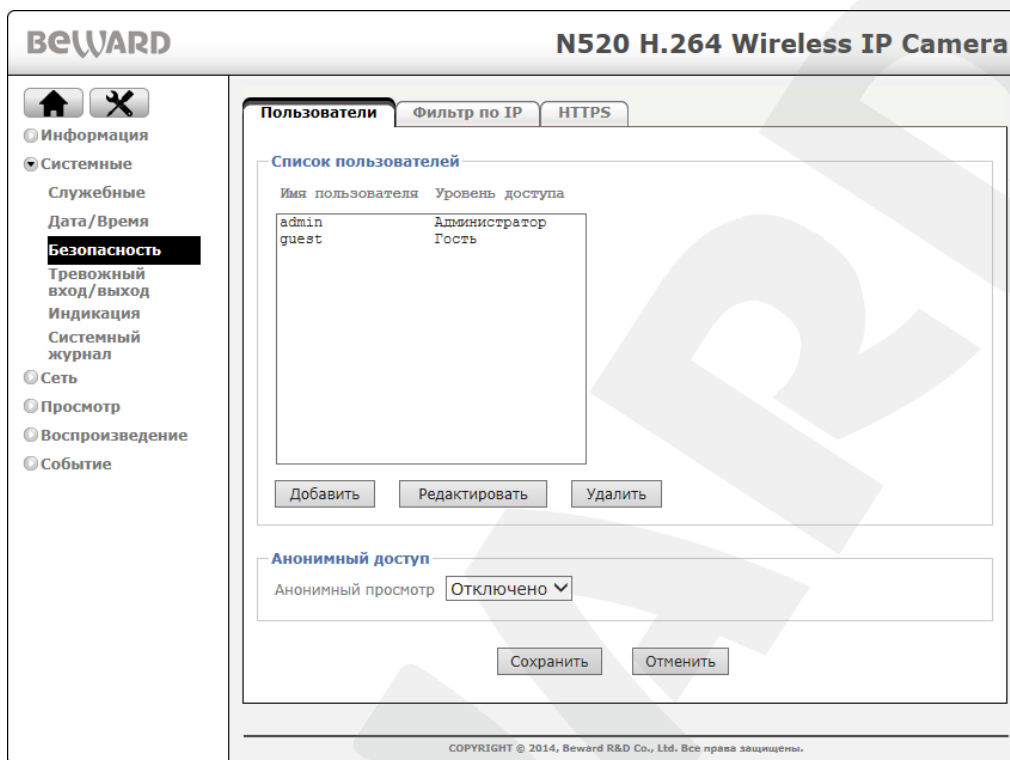 BEWARD
N520 H.264 Wireless IP Camera
Информация
Системные
Служебные
Дата/Время
Безопасность
Тревожный
вход/выход
Индикация
Системный
журнал
Сеть
Просмотр
Воспроизведение
Событие
Пользователи Фильтр по IP HTTPS
Список пользователей
Имя пользователя Уровень доступа
admin Администратор
guest Гость
Добавить Редактировать Удалить
Анонимный доступ
Анонимный просмотр Отключено
Сохранить Отменить
COPYRIGHT © 2014, Beward R&D Co., Ltd. Все права защищены.